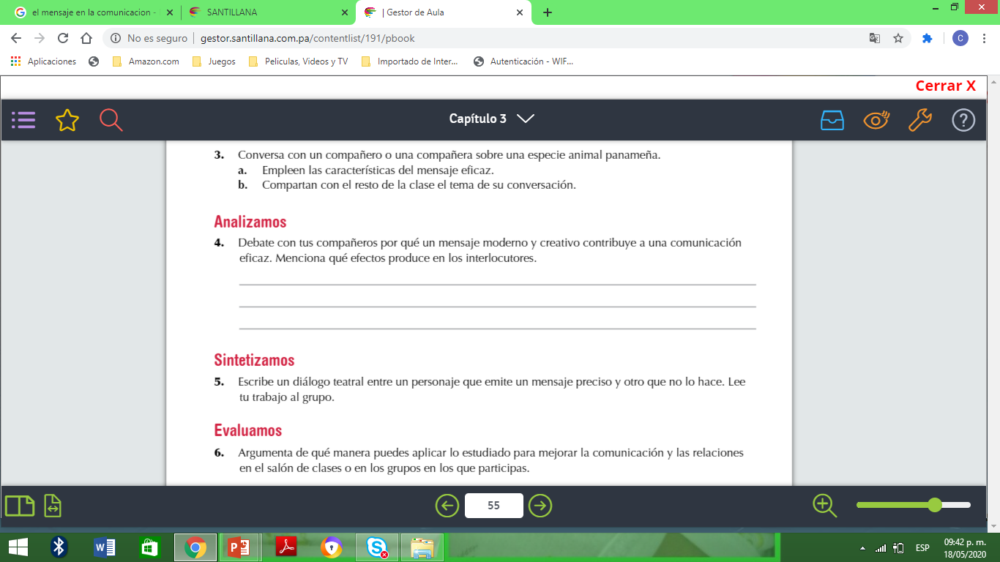 el mensaje en la comunicacion -
SANTILLANA
| Gestor de Aula
No es seguro
gestor.santillana.com.pa/contentlist/191/pbook
C
Aplicaciones
Amazon.com
Juegos
Peliculas, Videos y TV
Importado de Inter...
Autenticación - WIF...
Cerrar X
Capítulo 3
3. Conversa con un compañero o una compañera sobre una especie animal panameña.
a. Empleen las características del mensaje eficaz.
b. Compartan con el resto de la clase el tema de su conversación.
Analizamos
4. Debate con tus compañeros por qué un mensaje moderno y creativo contribuye a una comunicación
eficaz. Menciona qué efectos produce en los interlocutores.
Sintetizamos
5. Escribe un diálogo teatral entre un personaje que emite un mensaje preciso y otro que no lo hace. Lee
tu trabajo al grupo.
Evaluamos
6. Argumenta de qué manera puedes aplicar lo estudiado para mejorar la comunicación y las relaciones
en el salón de clases o en los grupos en los que participas.
55
ESP
09:42 p. m.
18/05/2020